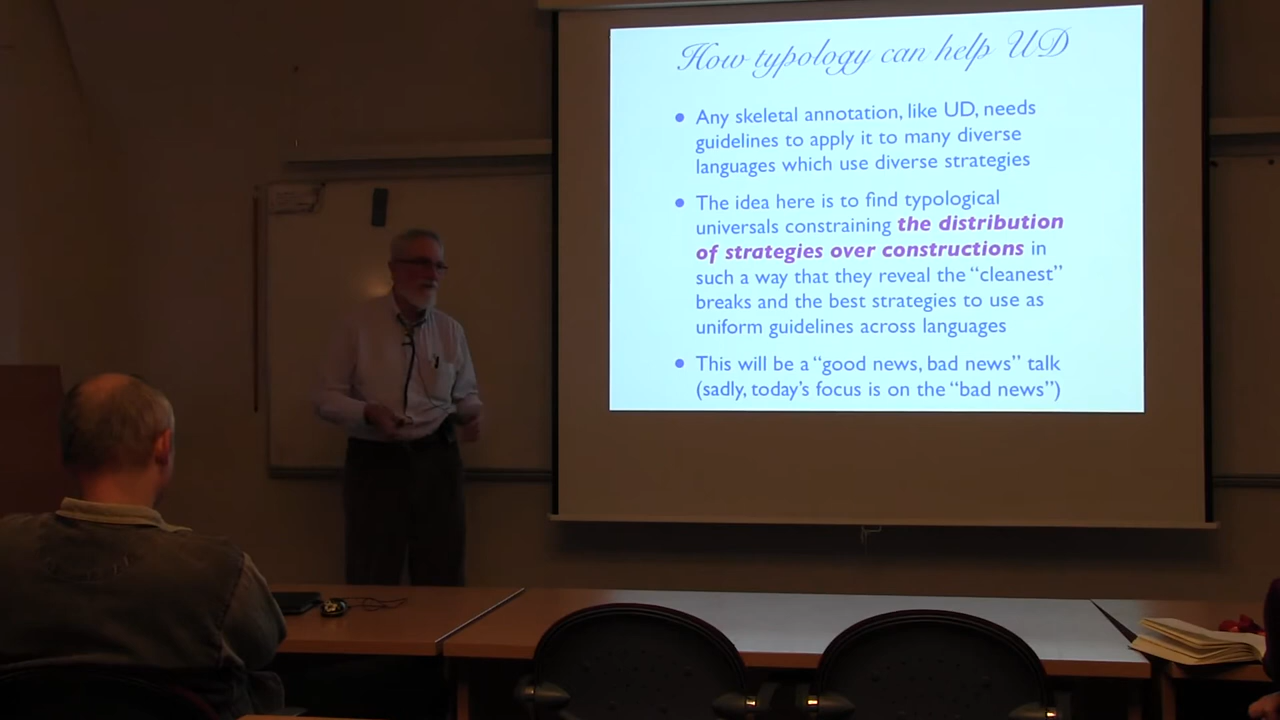 How typology can help UD
• Any skeletal annotation, like UD, needs
guidelines to apply it to many diverse
languages which use diverse strategies
• The idea here is to find typological
universals constraining the distribution
of strategies over constructions in
such a way that they reveal the “cleanest”
breaks and the best strategies to use as
uniform guidelines across languages
• This will be a “good news, bad news” talk
(sadly, today’s focus is on the “bad news”)